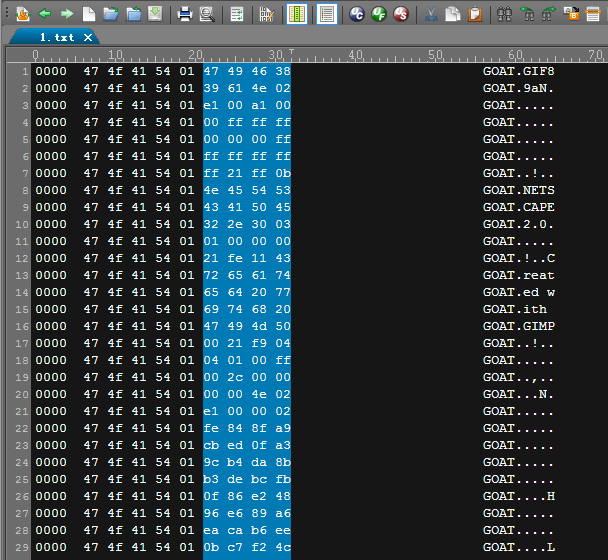 1.txt ×
0 10 20 30 40 50 60 70
1 0000 47 4f 41 54 01 47 49 46 38 GOAT.GIF8
2 0000 47 4f 41 54 01 39 61 4e 02 GOAT.9aN.
3 0000 47 4f 41 54 01 e1 00 a1 00 GOAT.....
4 0000 47 4f 41 54 01 00 ff ff ff GOAT.....
5 0000 47 4f 41 54 01 00 00 00 ff GOAT.....
6 0000 47 4f 41 54 01 ff ff ff ff GOAT.....
7 0000 47 4f 41 54 01 ff 21 ff 0b GOAT..!..
8 0000 47 4f 41 54 01 4e 45 54 53 GOAT.NETS
9 0000 47 4f 41 54 01 43 41 50 45 GOAT.CAPE
10 0000 47 4f 41 54 01 32 2e 30 03 GOAT.2.0.
11 0000 47 4f 41 54 01 01 00 00 00 GOAT.....
12 0000 47 4f 41 54 01 21 fe 11 43 GOAT.!..C
13 0000 47 4f 41 54 01 72 65 61 74 GOAT.reat
14 0000 47 4f 41 54 01 65 64 20 77 GOAT.ed w
15 0000 47 4f 41 54 01 69 74 68 20 GOAT.ith
16 0000 47 4f 41 54 01 47 49 4d 50 GOAT.GIMP
17 0000 47 4f 41 54 01 00 21 f9 04 GOAT..!..
18 0000 47 4f 41 54 01 04 01 00 ff GOAT.....
19 0000 47 4f 41 54 01 00 2c 00 00 GOAT..,..
20 0000 47 4f 41 54 01 00 00 4e 02 GOAT...N.
21 0000 47 4f 41 54 01 e1 00 00 02 GOAT.....
22 0000 47 4f 41 54 01 fe 84 8f a9 GOAT.....
23 0000 47 4f 41 54 01 cb ed 0f a3 GOAT.....
24 0000 47 4f 41 54 01 9c b4 da 8b GOAT.....
25 0000 47 4f 41 54 01 b3 de bc fb GOAT.....
26 0000 47 4f 41 54 01 0f 86 e2 48 GOAT....H
27 0000 47 4f 41 54 01 96 e6 89 a6 GOAT.....
28 0000 47 4f 41 54 01 ea ca b6 ee GOAT.....
29 0000 47 4f 41 54 01 0b c7 f2 4c GOAT....L